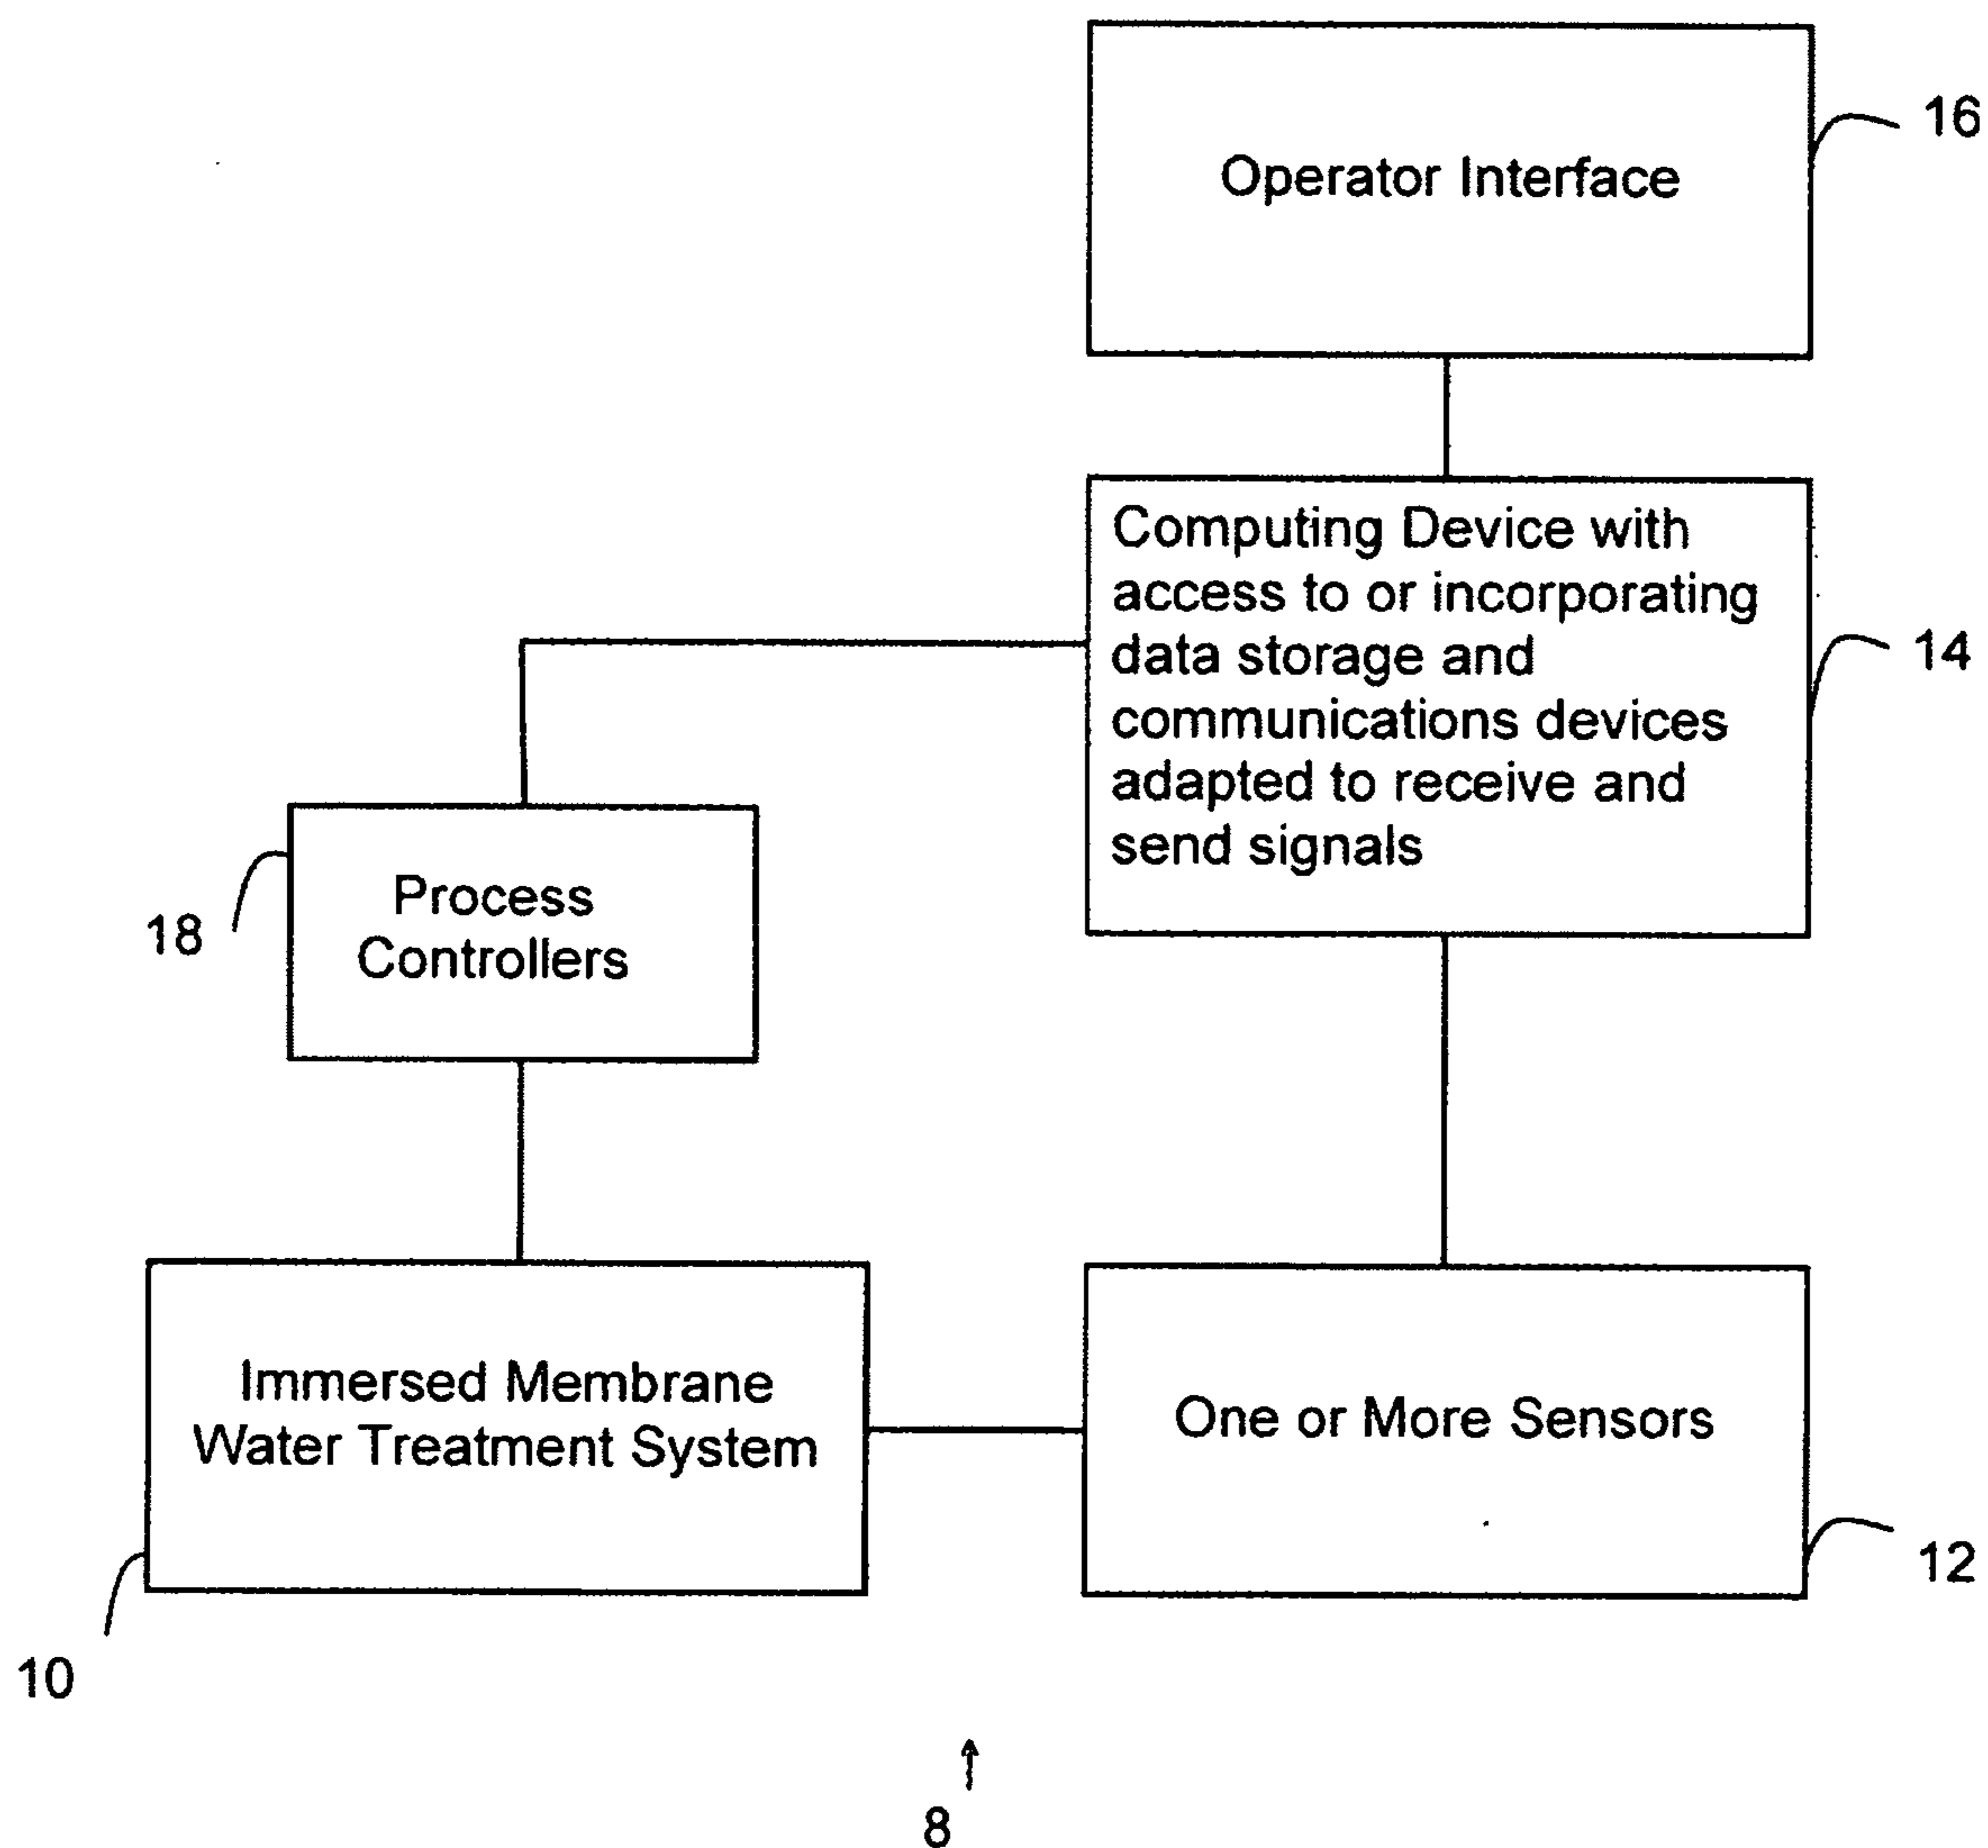 16
Operator Interface
Computing Device with
access to or incorporating
data storage and
communications devices
adapted to receive and
send signals
14
Process
Controllers
18
Immersed Membrane
Water Treatment System
One or More Sensors
12
10
8